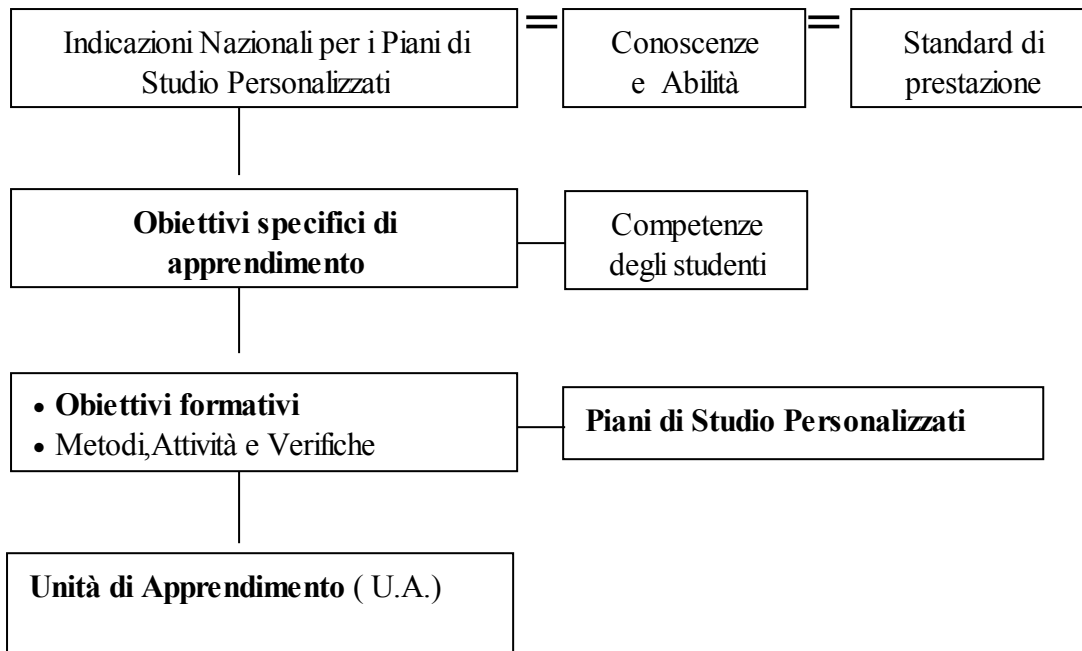 Indicazioni Nazionali per i Piani di
Studio Personalizzati
=
Conoscenze
e Abilità
=
Standard di
prestazione
Obiettivi specifici di
apprendimento
Competenze
degli studenti
• Obiettivi formativi
• Metodi,Attività e Verifiche
Piani di Studio Personalizzati
Unità di Apprendimento ( U.A.)